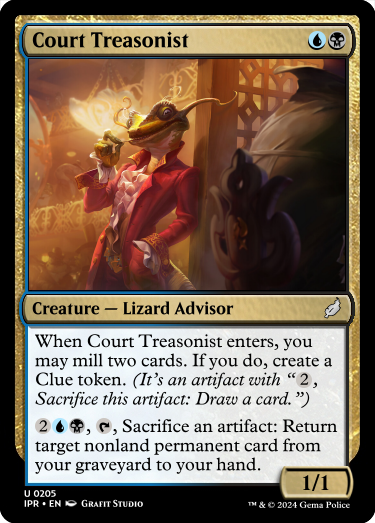 Court Treasonist
Creature — Lizard Advisor
When Court Treasonist enters, you
may mill two cards. If you do, create a
Clue token. (It's an artifact with “2,
Sacrifice this artifact: Draw a card.”)
2, Sacrifice an artifact: Return
target nonland permanent card from
your graveyard to your hand.
1/1
U 0205
IPR • EN Grafit Studio
™ & © 2024 Gema Police